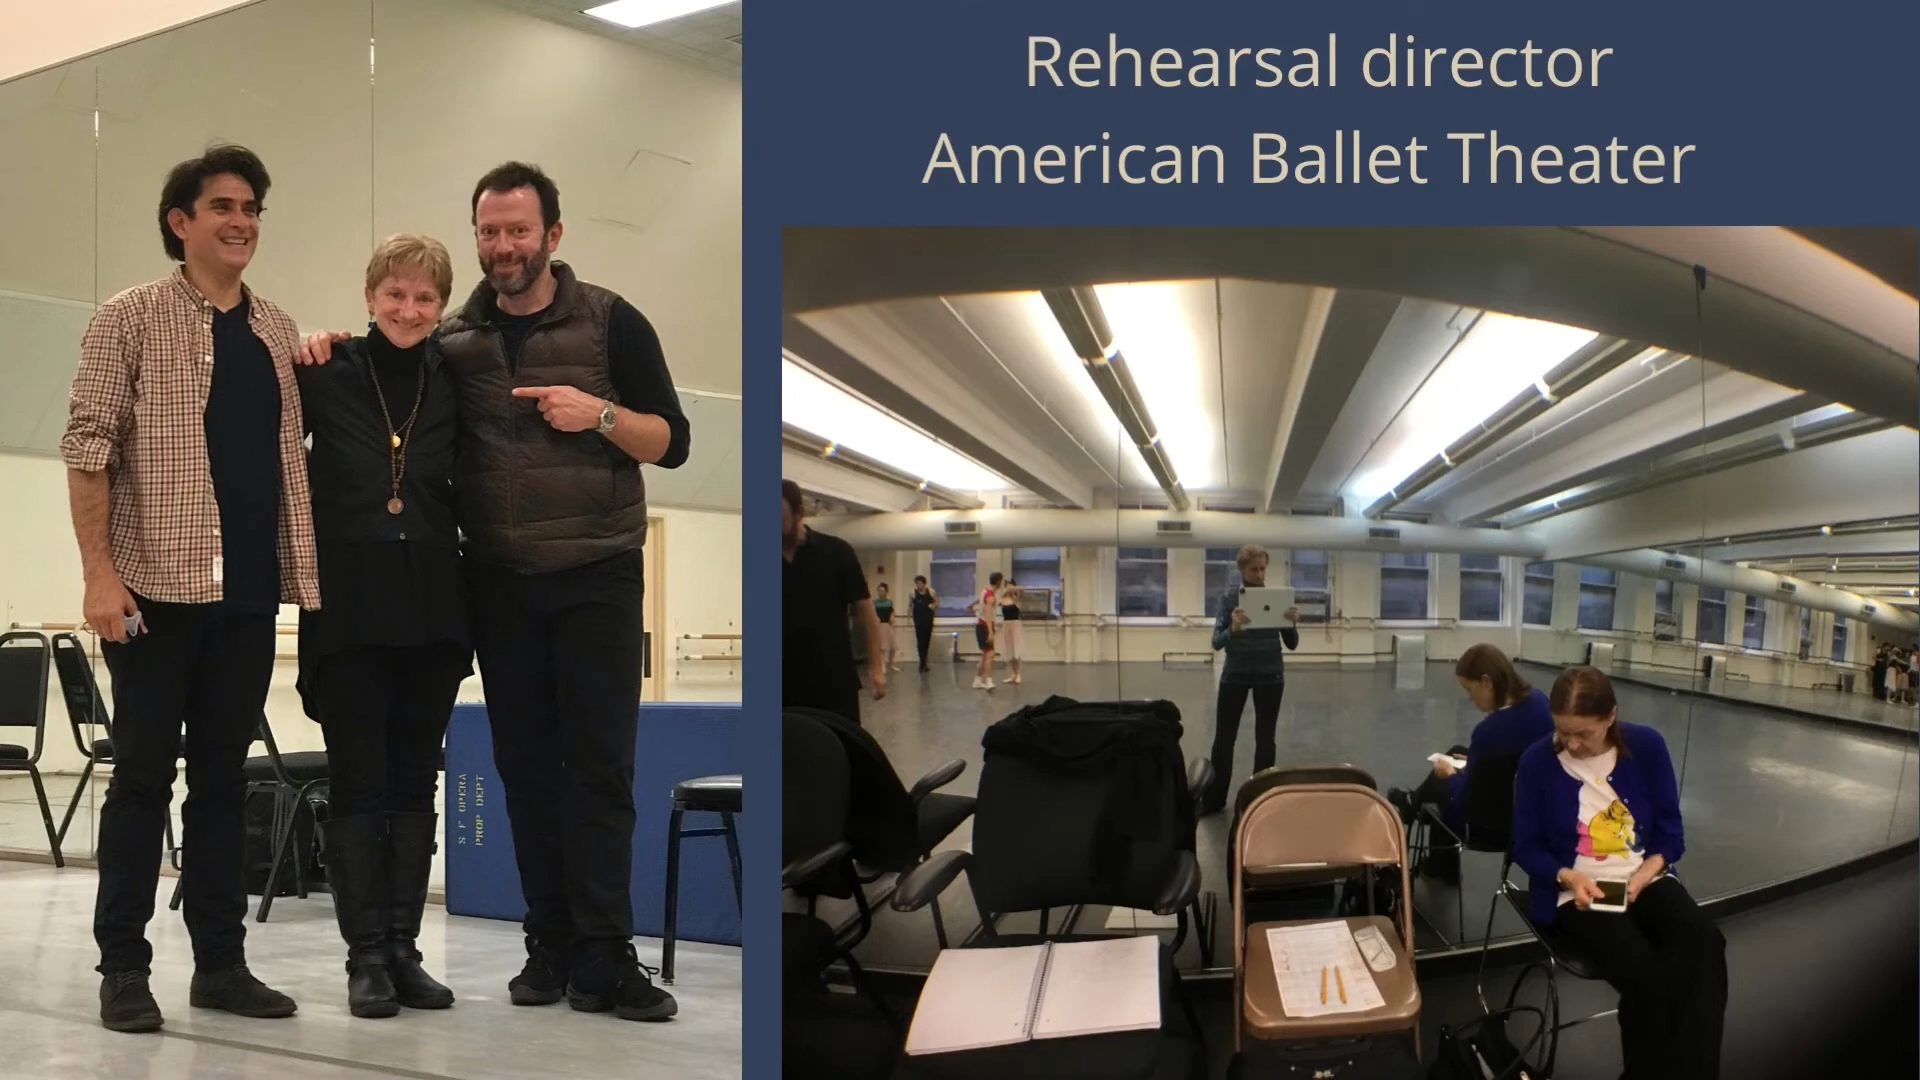 Rehearsal director
American Ballet Theater
S F OPERA
PROP DEPT